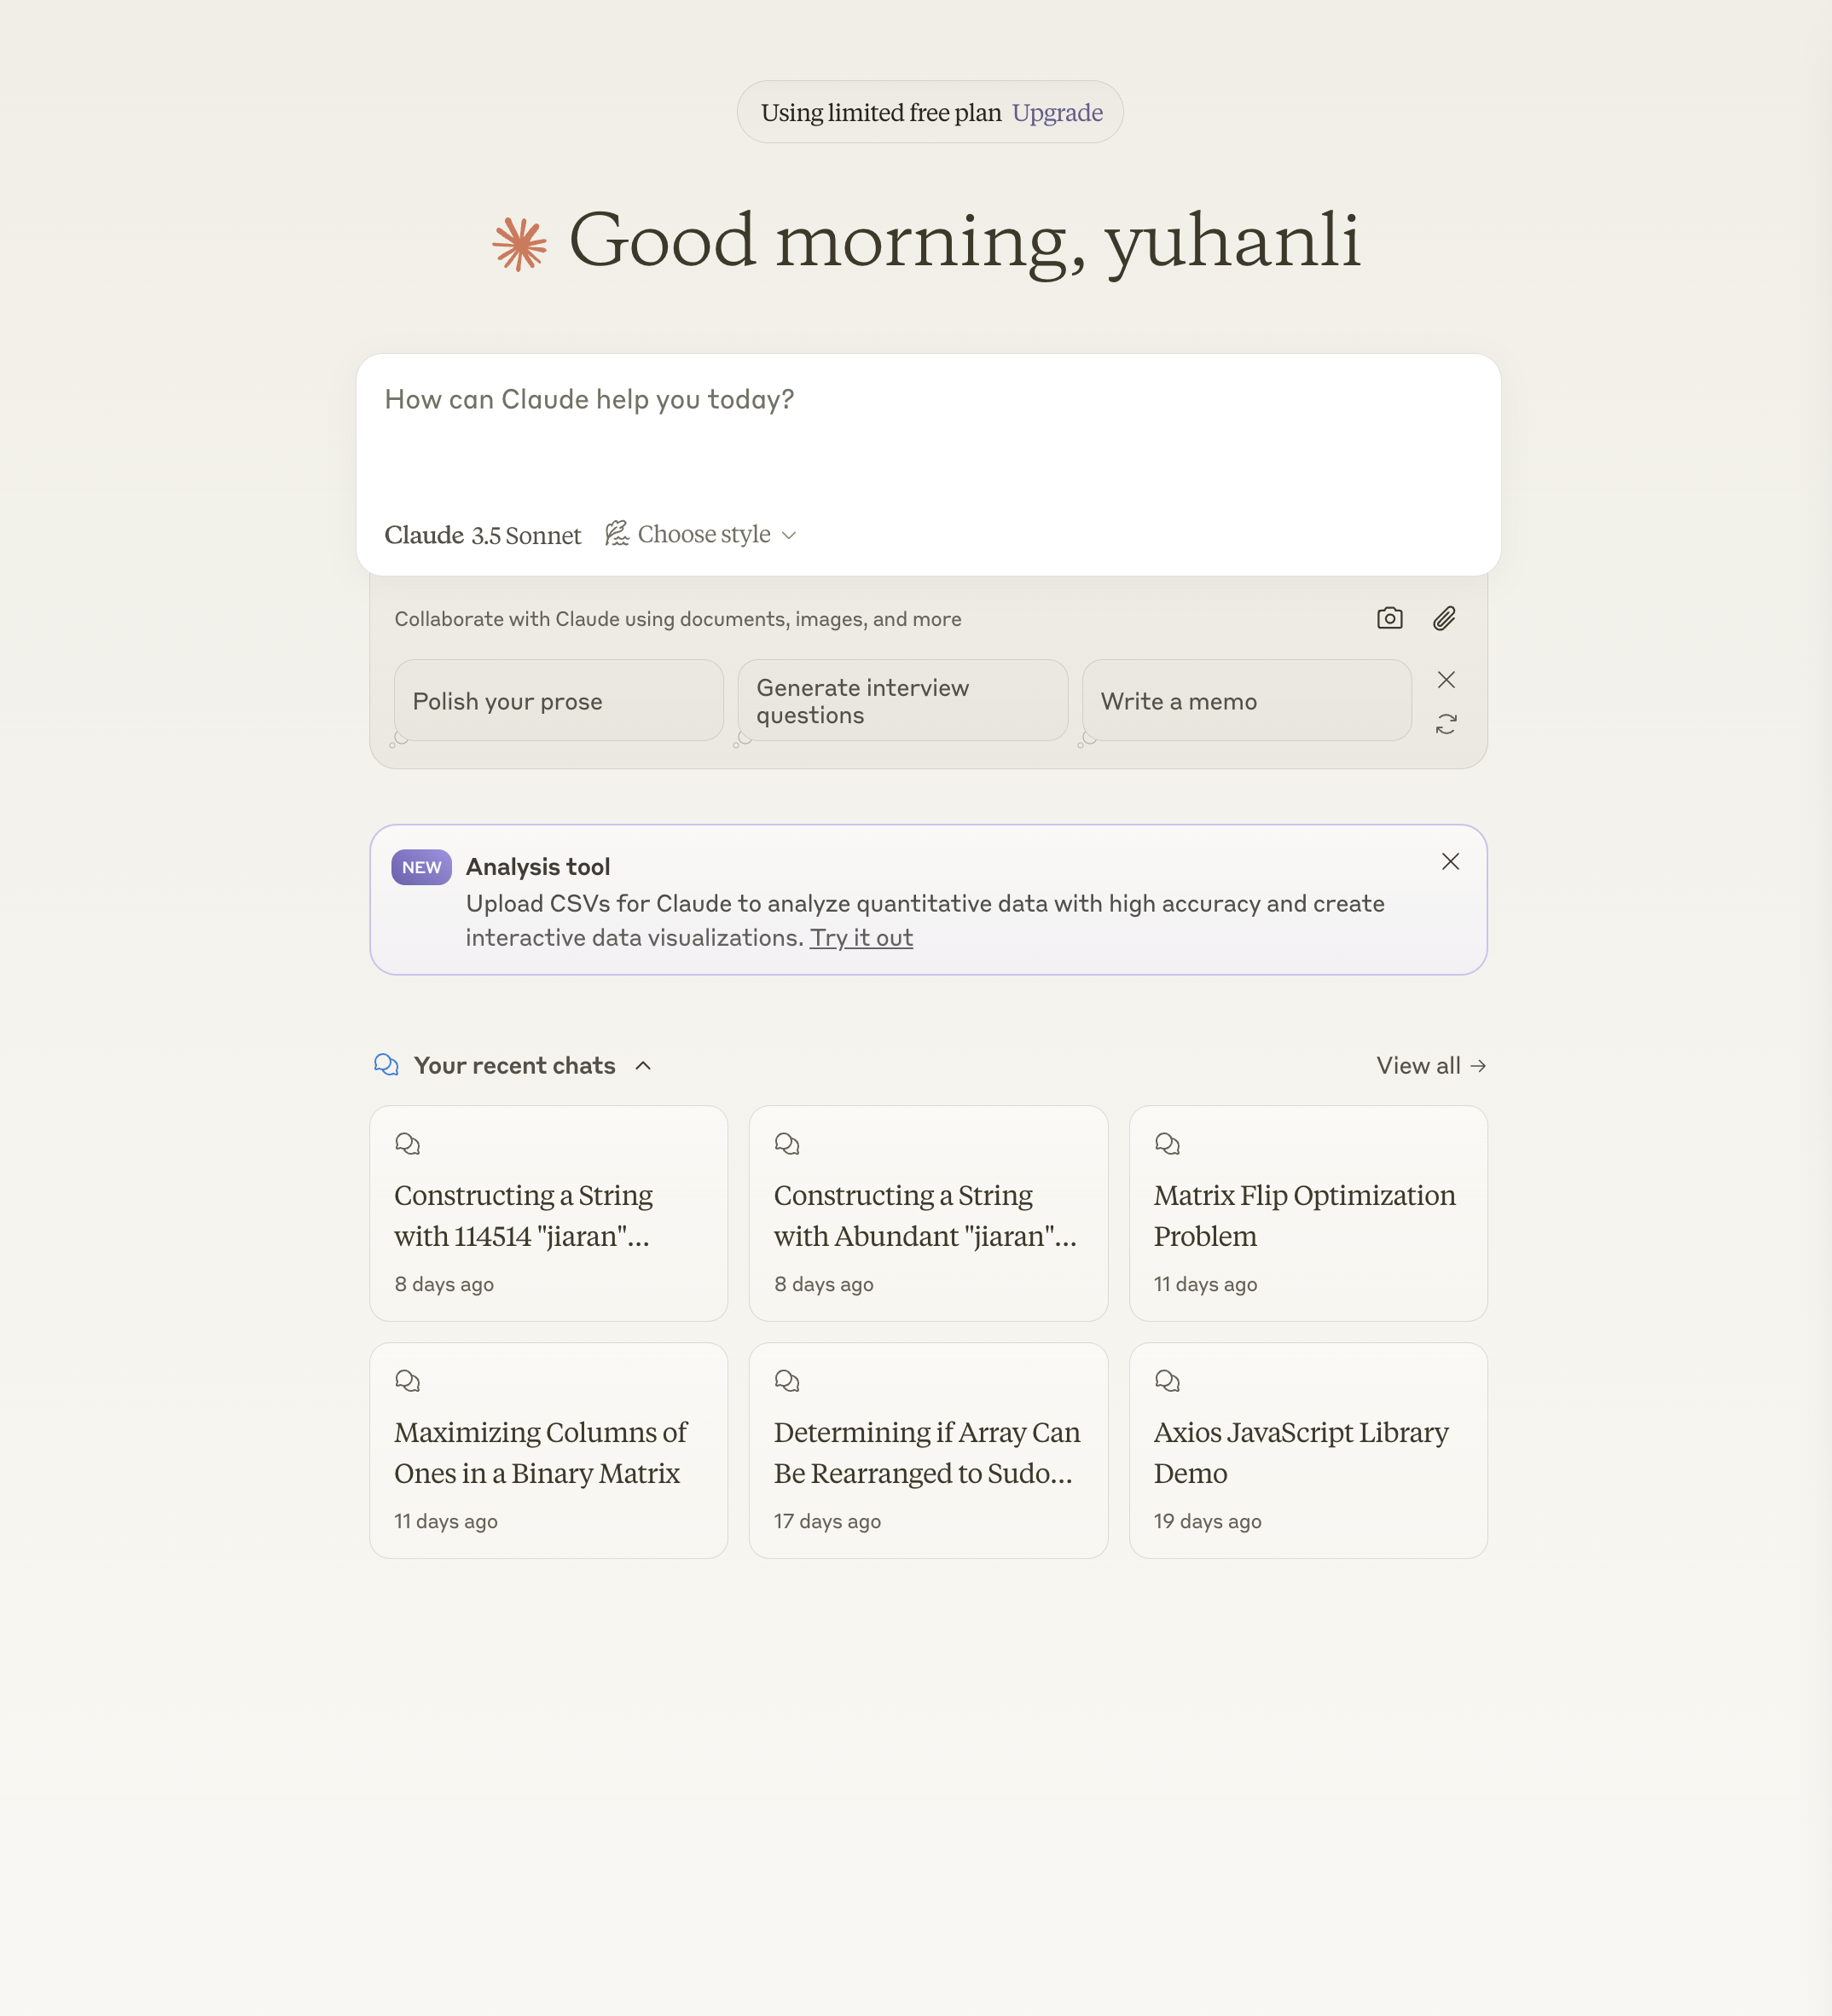 Using limited free plan Upgrade
Good morning, yuhanli
How can Claude help you today?
Claude 3.5 Sonnet Choose style
Collaborate with Claude using documents, images, and more
Polish your prose
Generate interview
questions
Write a memo
NEW Analysis tool
Upload CSVs for Claude to analyze quantitative data with high accuracy and create
interactive data visualizations. Try it out
Your recent chats
View all →
Constructing a String
with 114514 "jiaran"...
8 days ago
Constructing a String
with Abundant "jiaran"...
8 days ago
Matrix Flip Optimization
Problem
11 days ago
Maximizing Columns of
Ones in a Binary Matrix
11 days ago
Determining if Array Can
Be Rearranged to Sudo...
17 days ago
Axios JavaScript Library
Demo
19 days ago